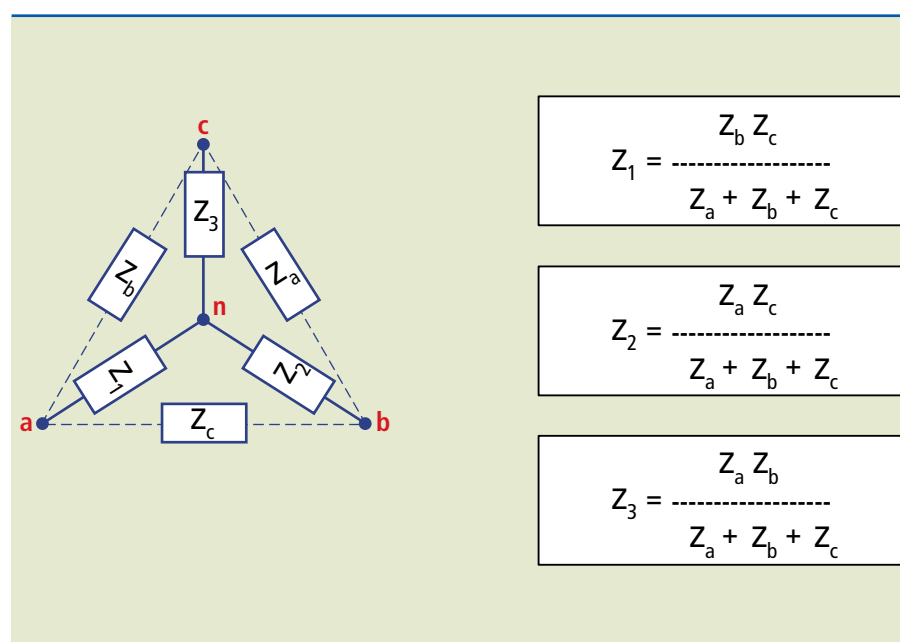 c
Z3
Zb
Za
n
Z1
Z2
a
Zc
b
Zb Zc
Z1 = -------------------
Za + Zb + Zc
Za Zc
Z2 = -------------------
Za + Zb + Zc
Za Zb
Z3 = -------------------
Za + Zb + Zc